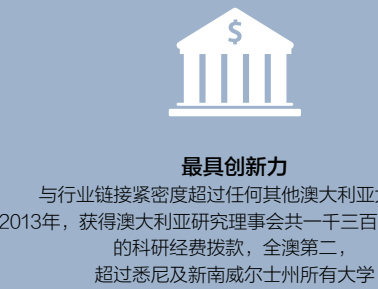 $
最具创新力
与行业链接紧密度超过任何其他澳大利亚
2013年，获得澳大利亚研究理事会共一千三百
的科研经费拨款，全澳第二，
超过悉尼及新南威尔士州所有大学